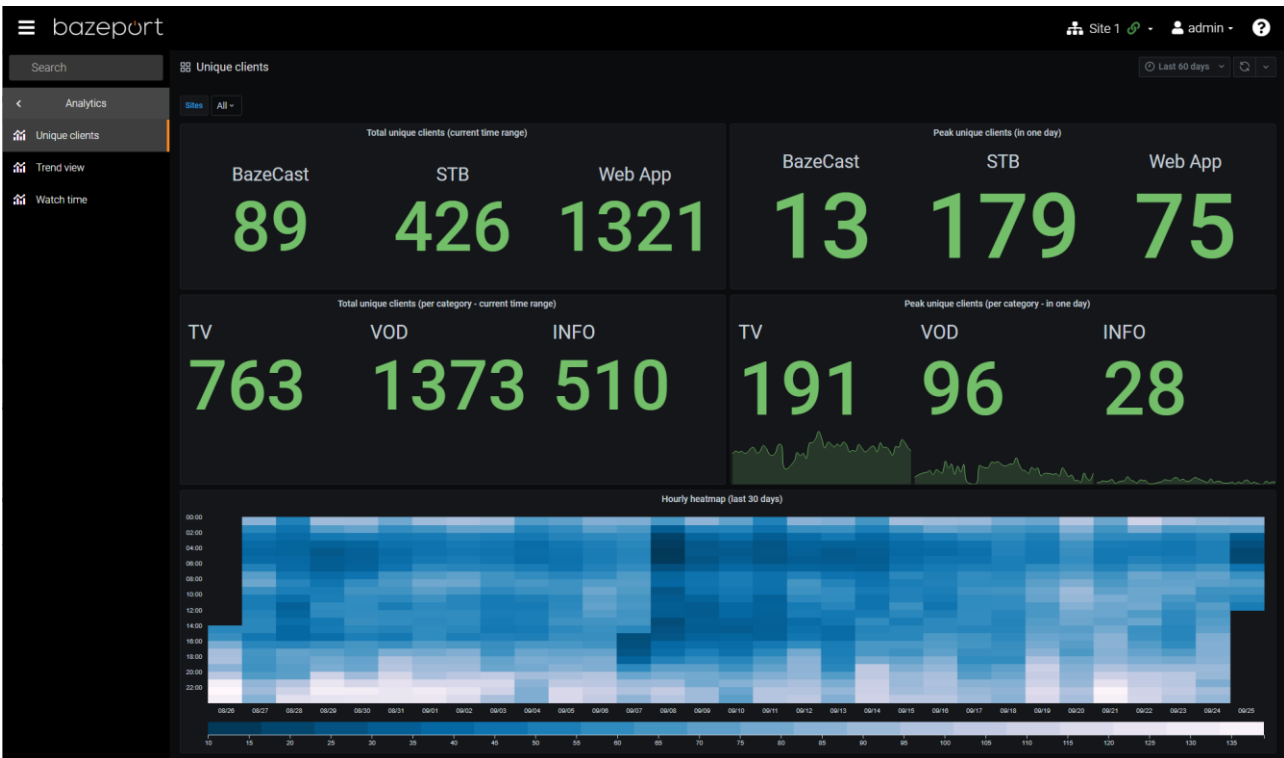 bazeport
Site 1
admin
?
Search
Unique clients
Last 60 days
Analytics
Sites All
Unique clients
Trend view
Watch time
Total unique clients (current time range)
BazeCast STB Web App
89 426 1321
Peak unique clients (in one day)
BazeCast STB Web App
13 179 75
Total unique clients (per category - current time range)
TV VOD INFO
763 1373 510
Peak unique clients (per category - in one day)
TV VOD INFO
191 96 28
Hourly heatmap (last 30 days)
00:00
02:00
04:00
06:00
08:00
10:00
12:00
14:00
16:00
18:00
20:00
22:00
08/26 08/27 08/28 08/29 08/30 08/31 09/01 09/02 09/03 09/04 09/05 09/06 09/07 09/08 09/09 09/10 09/11 09/12 09/13 09/14 09/15 09/16 09/17 09/18 09/19 09/20 09/21 09/22 09/23 09/24 09/25
10 15 20 25 30 35 40 45 50 55 60 65 70 75 80 85 90 95 100 105 110 115 120 125 130 135